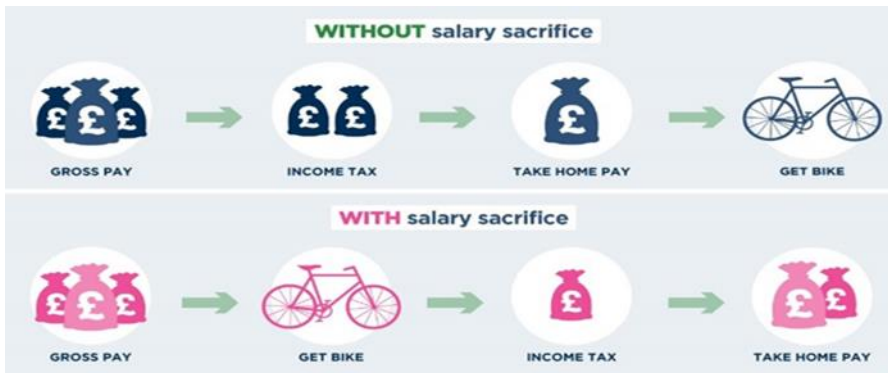 WITHOUT salary sacrifice
£ £ £
£ £
£
GROSS PAY
INCOME TAX
TAKE HOME PAY
GET BIKE
WITH salary sacrifice
£ £ £
£
£ £
GROSS PAY
GET BIKE
INCOME TAX
TAKE HOME PAY